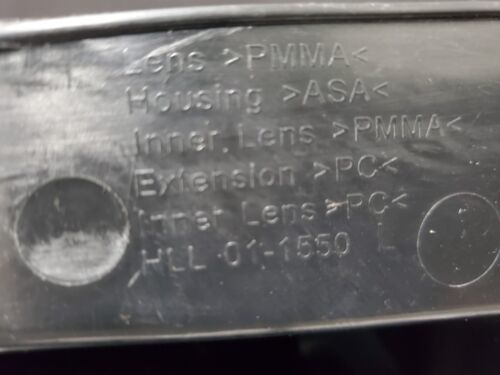 Lens >PMMA<
Housing >ASA<
Inner Lens >PMMA<
Extension >PC<
Inner Lens >PC<
HLL 01-1550 L